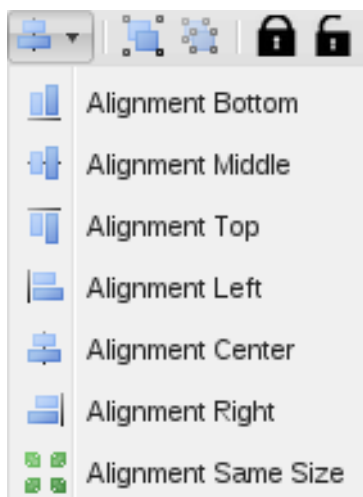 Alignment Bottom
Alignment Middle
Alignment Top
Alignment Left
Alignment Center
Alignment Right
Alignment Same Size